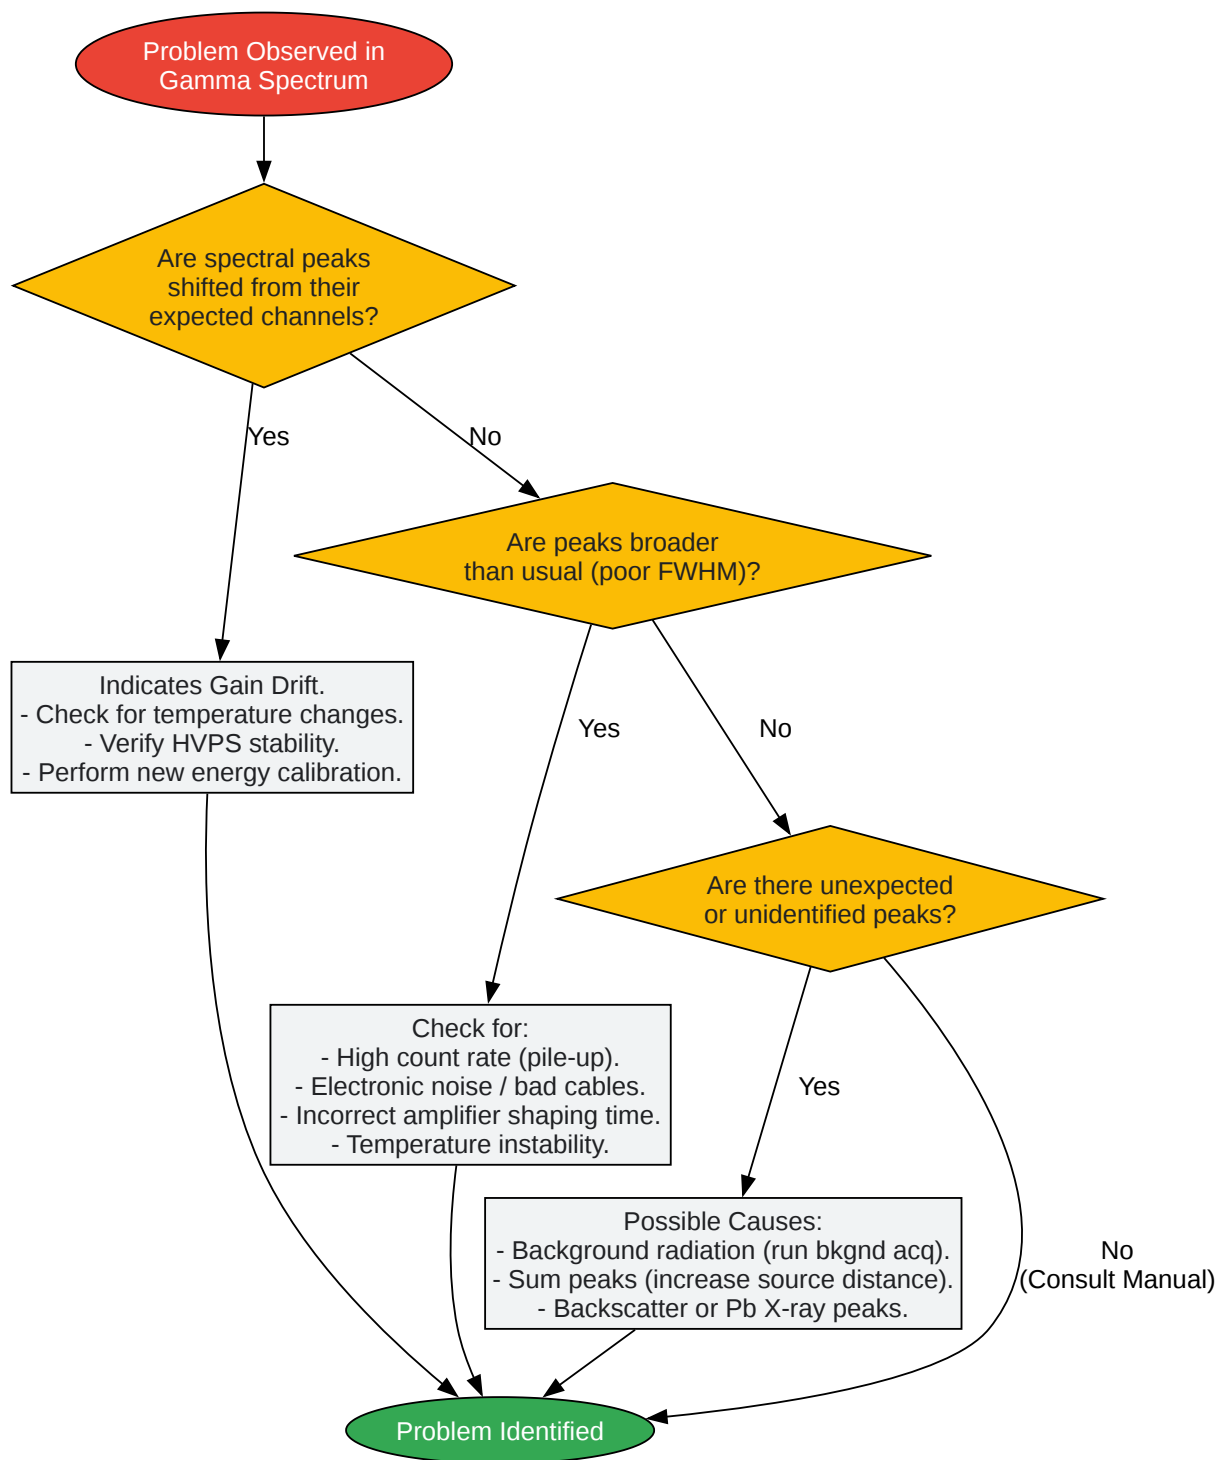 Problem Observed in
Gamma Spectrum
Are spectral peaks
shifted from their
expected channels?
Yes
No
Are peaks broader
than usual (poor FWHM)?
Indicates Gain Drift.
- Check for temperature changes.
- Verify HVPS stability.
- Perform new energy calibration.
Yes
No
Are there unexpected
or unidentified peaks?
Check for:
- High count rate (pile-up).
- Electronic noise / bad cables.
- Incorrect amplifier shaping time.
- Temperature instability.
Yes
Possible Causes:
- Background radiation (run bkgnd acq).
- Sum peaks (increase source distance).
- Backscatter or Pb X-ray peaks.
No
(Consult Manual)
Problem Identified